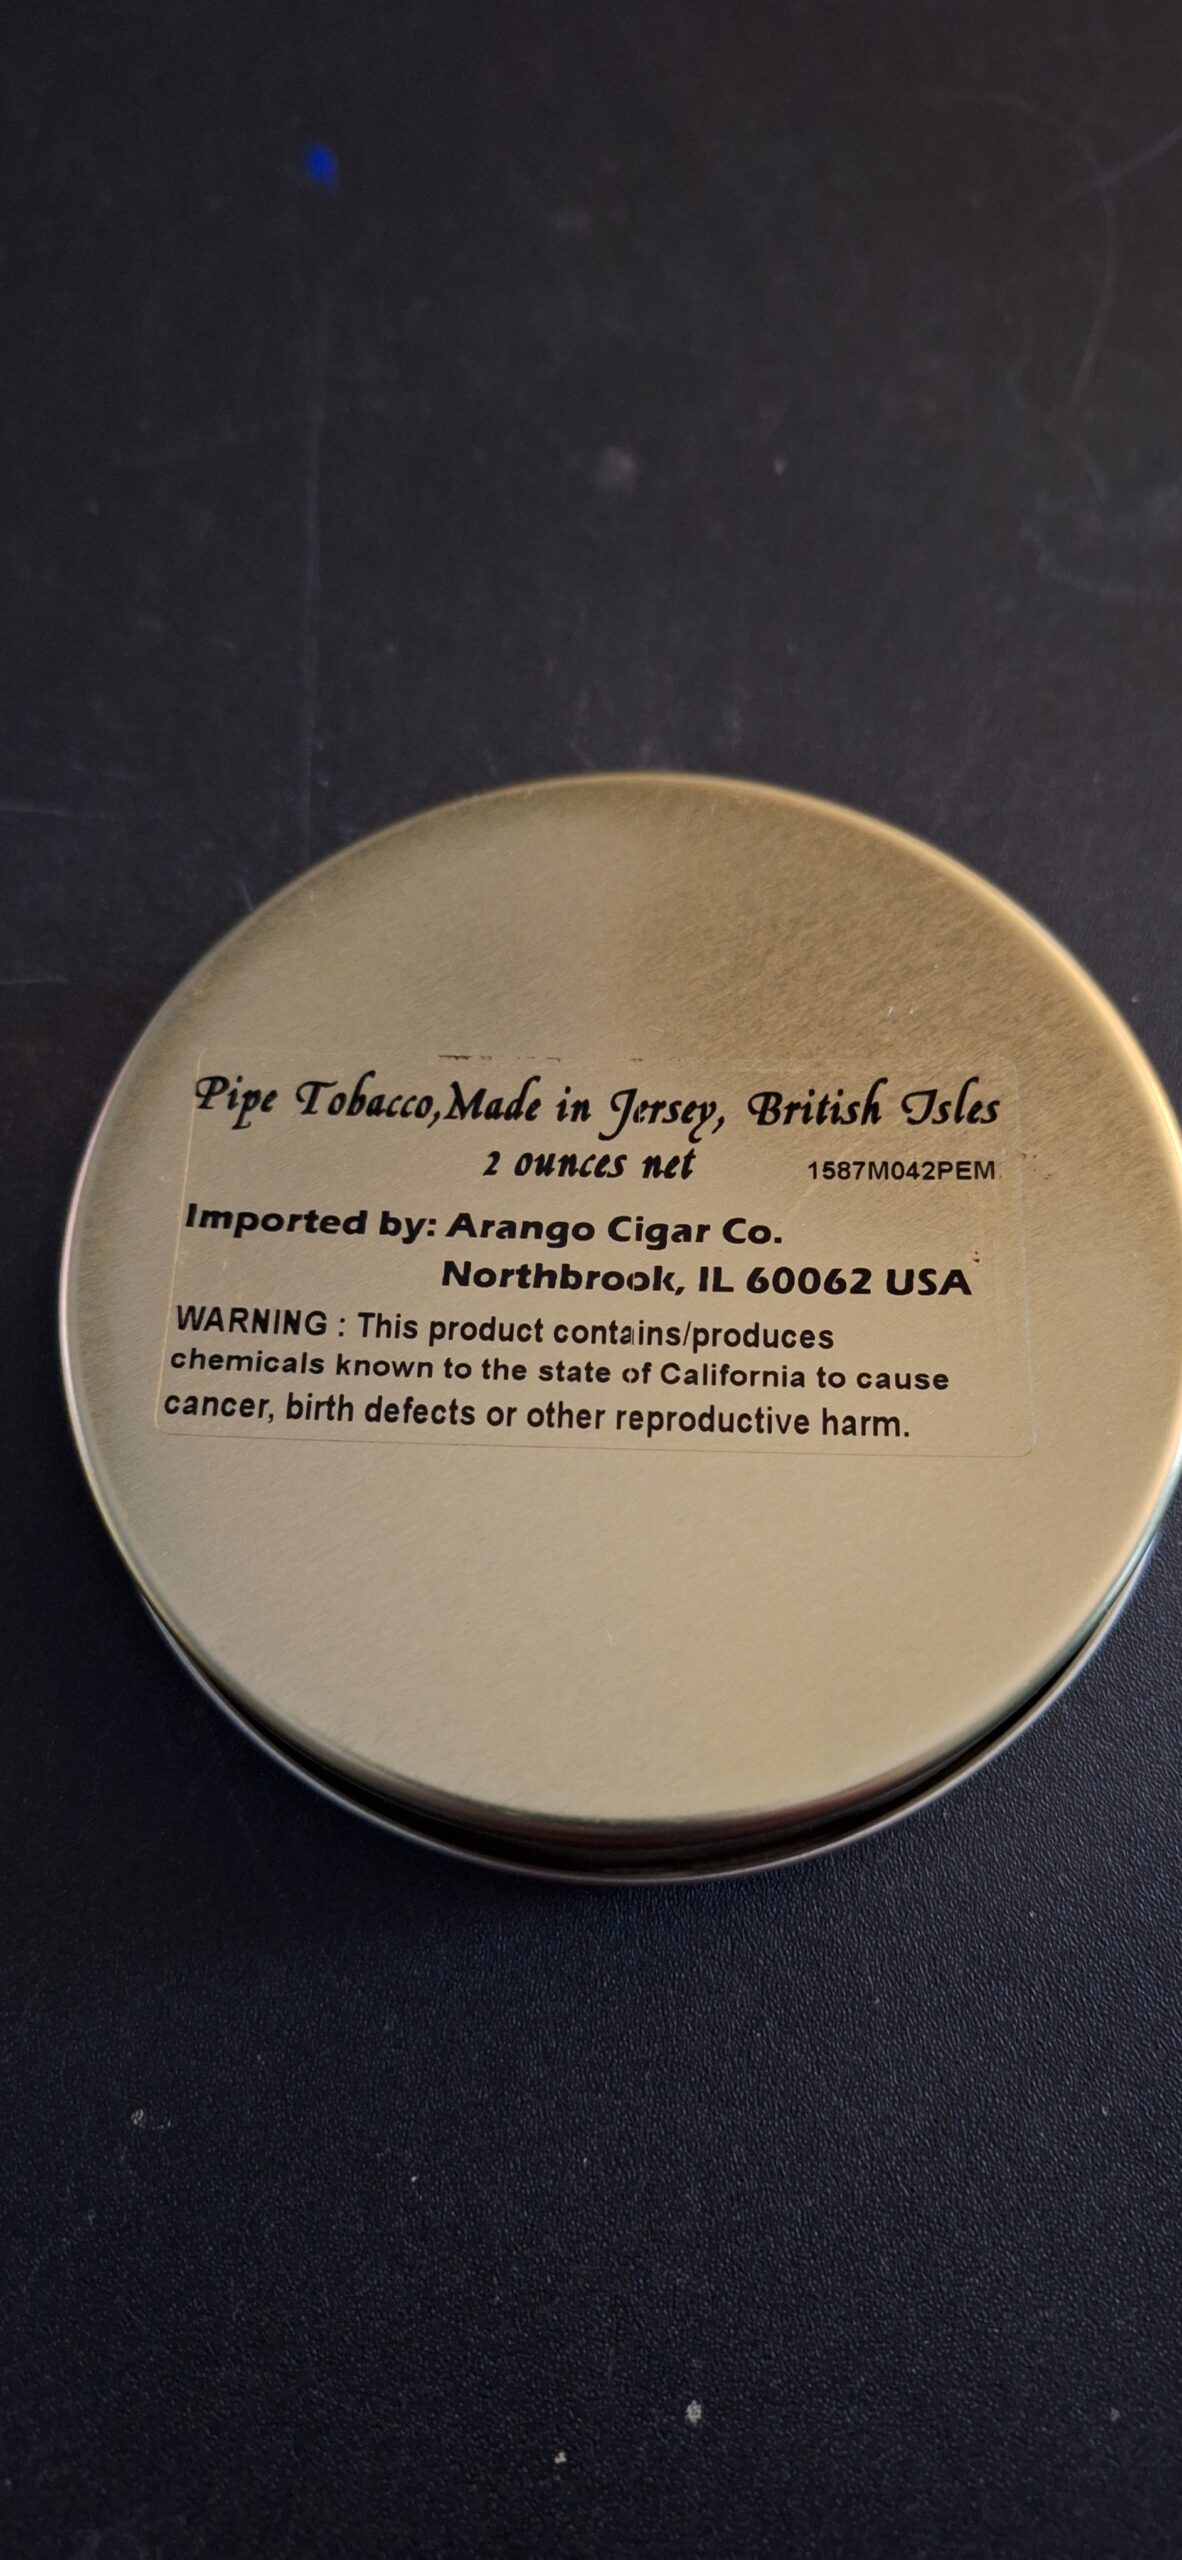 Pipe Tobacco,Made in Jersey, British Isles
2 ounces net 1587M042PEM
Imported by: Arango Cigar Co.
Northbrook, IL 60062 USA
WARNING : This product contains/produces
chemicals known to the state of California to cause
cancer, birth defects or other reproductive harm.